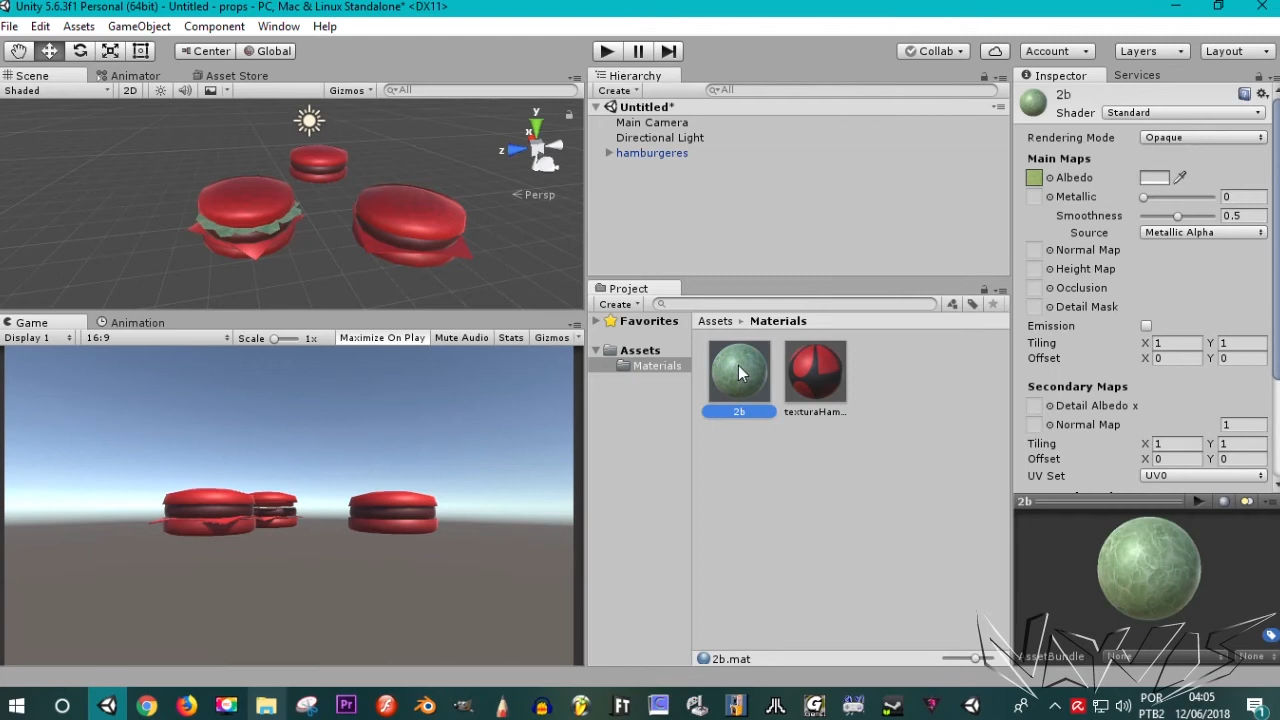 Unity 5.6.3f1 Personal (64bit) - Untitled - props - PC, Mac & Linux Standalone* <DX11>
File Edit Assets GameObject Component Window Help
Center Global Collab Account Layers Layout
Scene Animator Asset Store
Shaded 2D Gizmos All
y
x
z
Persp
Game Animation
Display 1 16:9 Scale 1x Maximize On Play Mute Audio Stats Gizmos
Hierarchy
Create All
Untitled*
Main Camera
Directional Light
hamburgeres
Project
Create
Favorites
Assets
Materials
Assets Materials
2b texturaHam...
2b.mat
Inspector Services
2b
Shader Standard
Rendering Mode Opaque
Main Maps
Albedo
Metallic 0
Smoothness 0.5
Source Metallic Alpha
Normal Map
Height Map
Occlusion
Detail Mask
Emission
Tiling X 1 Y 1
Offset X 0 Y 0
Secondary Maps
Detail Albedo x
Normal Map 1
Tiling X 1 Y 1
Offset X 0 Y 0
UV Set UV0
2b
AssetBundle None None
POR
PTB2
04:05
12/06/2018